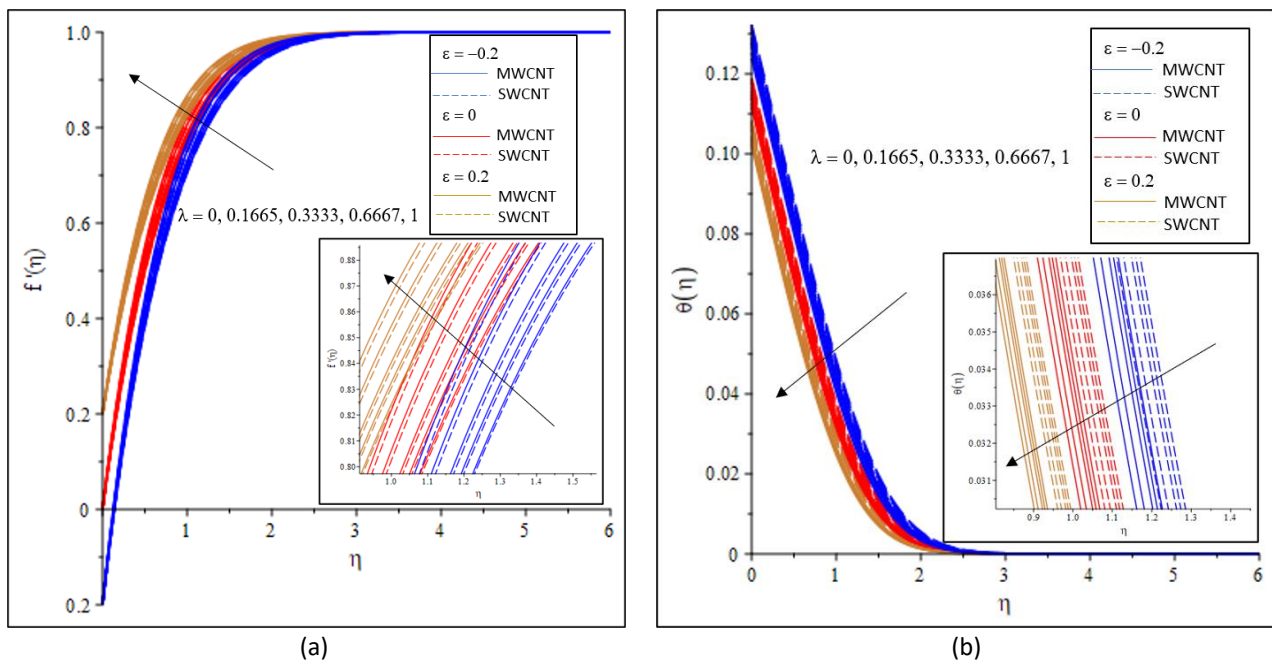 1.0
0.8
0.6
0.4
0.2
0
0.2
f '(η)
1
2
3
4
5
6
η
λ = 0, 0.1665, 0.3333, 0.6667, 1
ε = −0.2
MWCNT
SWCNT
ε = 0
MWCNT
SWCNT
ε = 0.2
MWCNT
SWCNT
0.88
0.87
0.86
0.85
0.84
0.83
0.82
0.81
0.80
f '(η)
1.0
1.1
1.2
1.3
1.4
1.5
η
(a)
0.12
0.10
0.08
0.06
0.04
0.02
0
θ(η)
0
1
2
3
4
5
6
η
λ = 0, 0.1665, 0.3333, 0.6667, 1
ε = −0.2
MWCNT
SWCNT
ε = 0
MWCNT
SWCNT
ε = 0.2
MWCNT
SWCNT
0.036
0.035
0.034
0.033
0.032
0.031
θ(η)
0.9
1.0
1.1
1.2
1.3
1.4
η
(b)